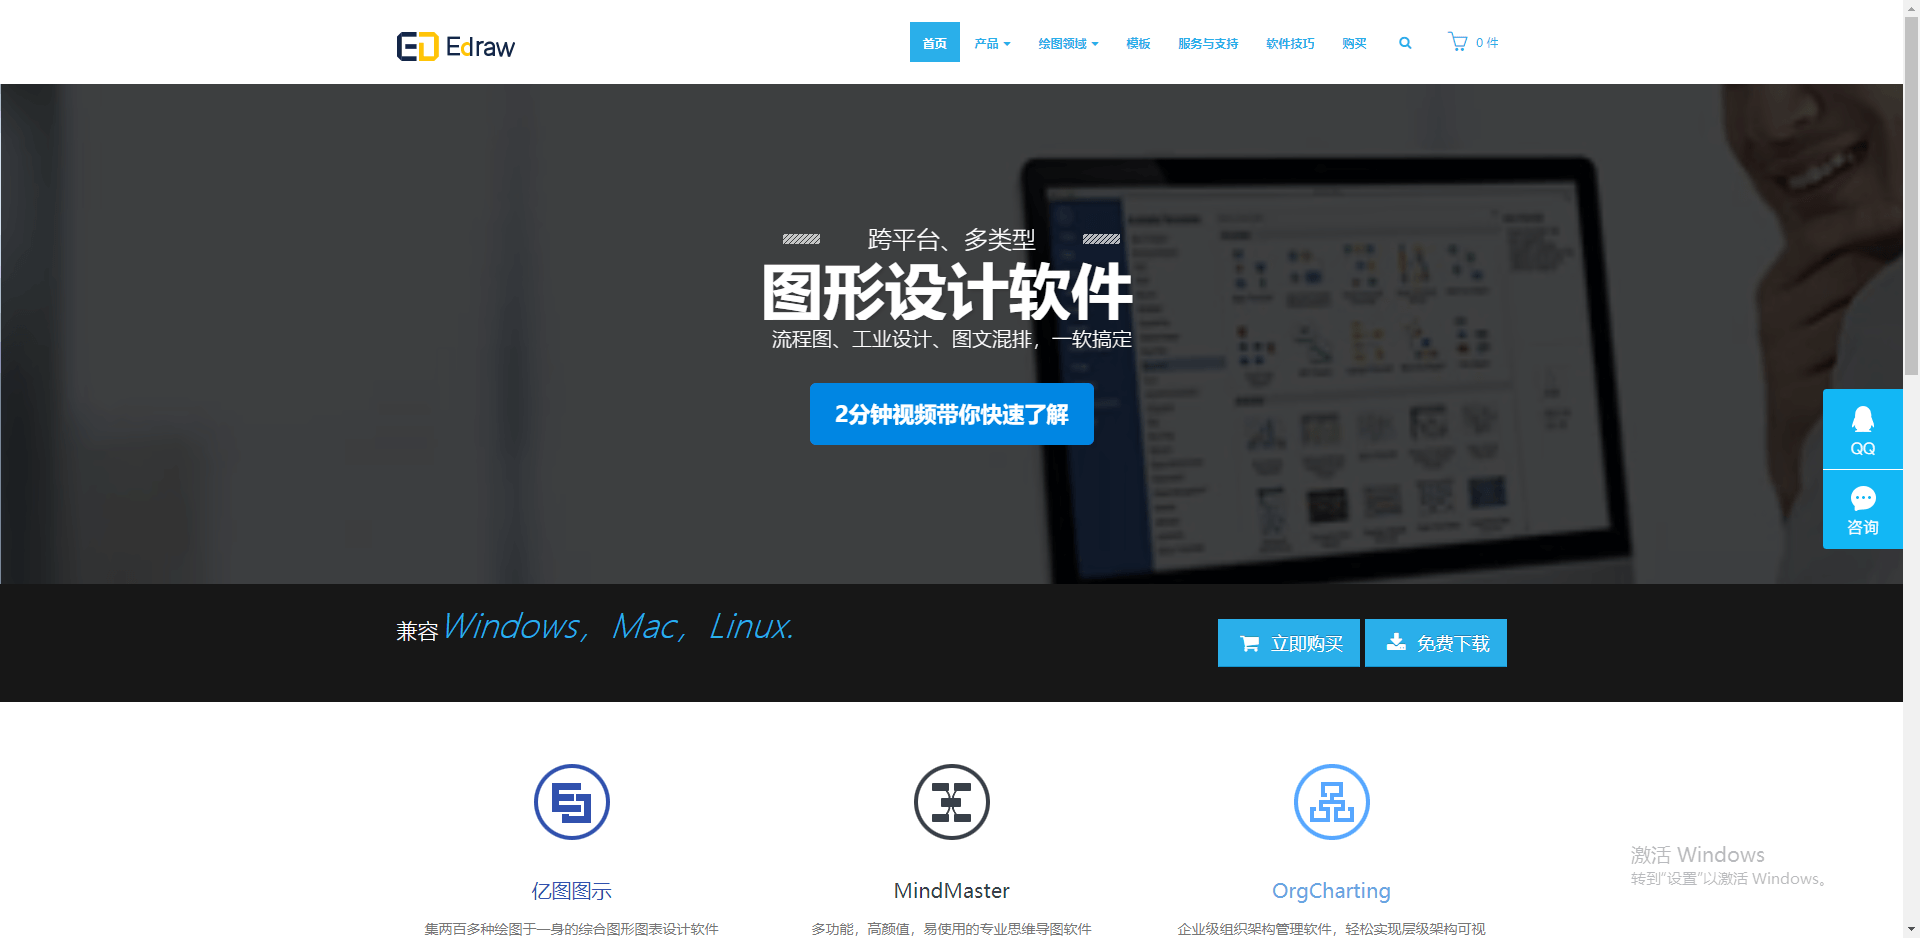 Edraw
首页 产品 绘图领域 模板 服务与支持 软件技巧 购买 0 件
跨平台、多类型
图形设计软件
流程图、工业设计、图文混排，一软搞定
2分钟视频带你快速了解
QQ
咨询
兼容 Windows，Mac，Linux.
立即购买 免费下载
亿图图示 MindMaster OrgCharting
集两百多种绘图于一身的综合图形图表设计软件 多功能，高颜值，易使用的专业思维导图软件 企业级组织架构管理软件，轻松实现层级架构可视
激活 Windows
转到"设置"以激活 Windows。